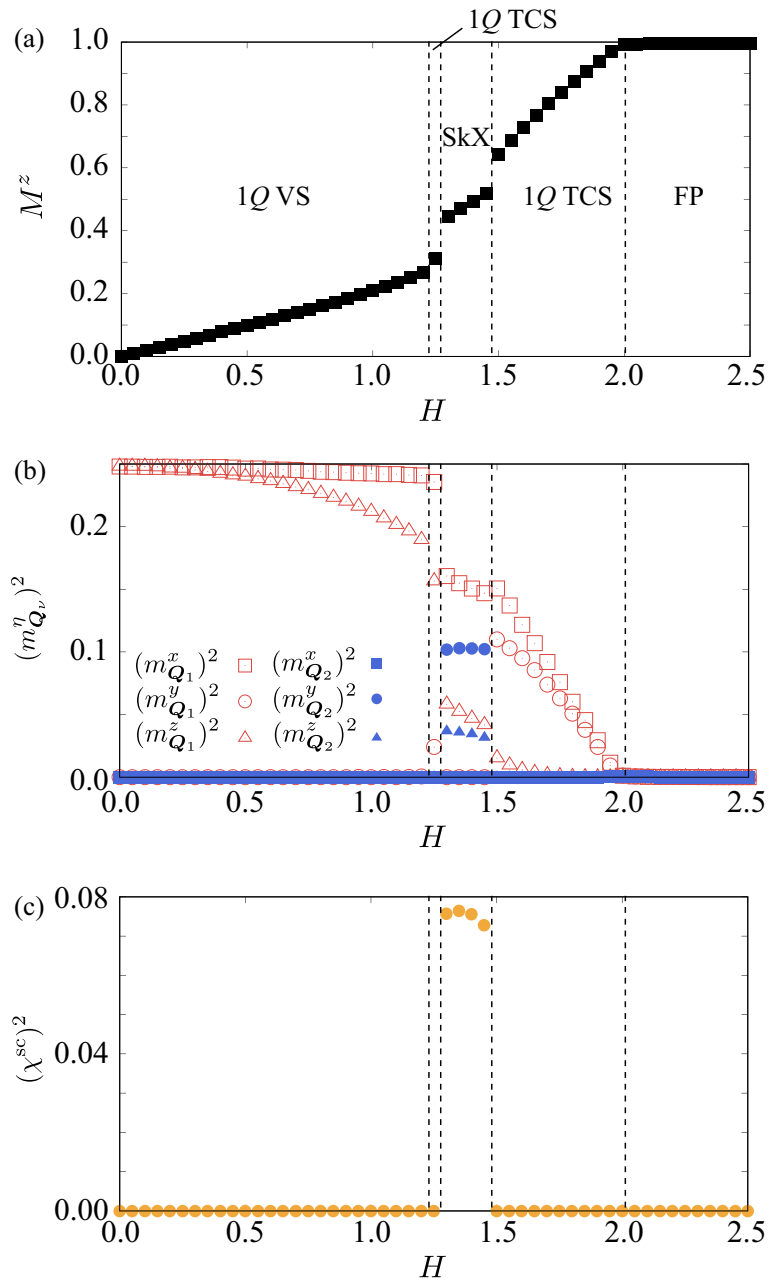 (a)
1Q TCS
1.0
0.8
0.6
0.4
0.2
0.0
M^z
1Q VS
SkX
1Q TCS
FP
0.0 0.5 1.0 1.5 2.0 2.5
H
(b)
0.2
0.1
0.0
(m^η_{Q_ν})^2
(m^x_{Q_1})^2 (m^x_{Q_2})^2
(m^y_{Q_1})^2 (m^y_{Q_2})^2
(m^z_{Q_1})^2 (m^z_{Q_2})^2
0.0 0.5 1.0 1.5 2.0 2.5
H
(c)
0.08
0.04
0.00
(χ^{sc})^2
0.0 0.5 1.0 1.5 2.0 2.5
H